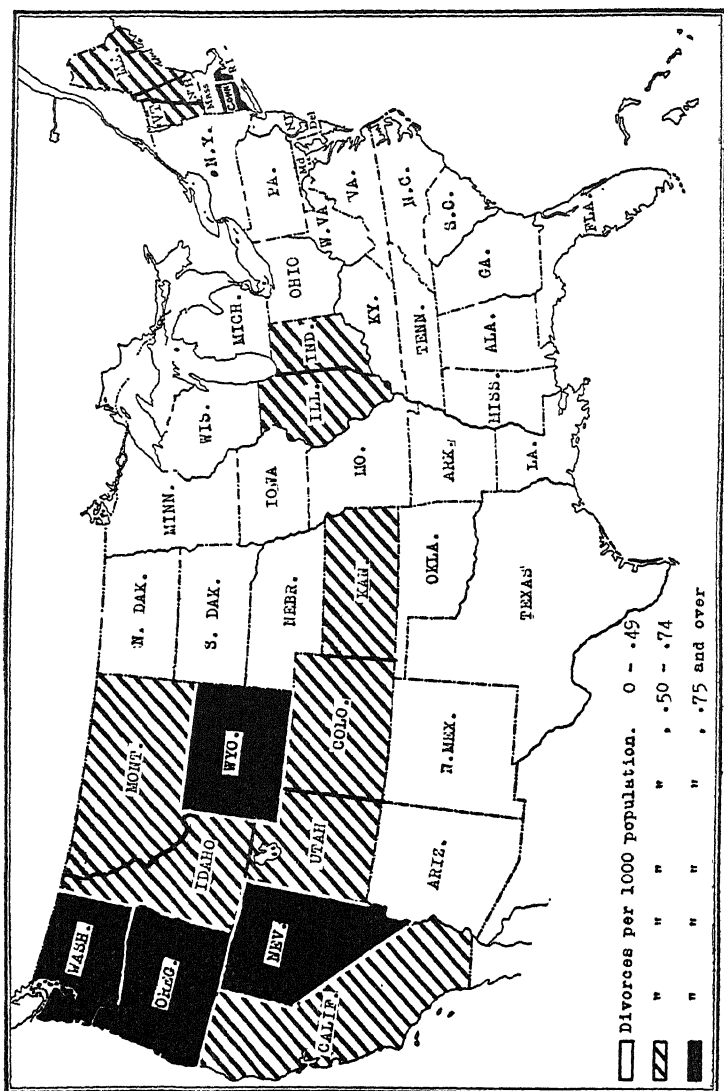 WASH.
OREG.
CALIF.
NEV.
IDAHO
MONT.
WYO.
UTAH
ARIZ.
COLO.
N.MEX.
N. DAK.
S. DAK.
NEBR.
KAN.
OKLA.
TEXAS
MINN.
IOWA
MO.
ARK.
LA.
WIS.
ILL.
MICH.
IND.
OHIO
KY.
TENN.
MISS.
ALA.
GA.
FLA.
S.C.
N.C.
VA.
W.VA.
Md
Del
NJ
PA.
N.Y.
VT.
N.H.
ME.
Mass
Conn
RI
Divorces per 1000 population. 0 - .49
" " " " , .50 - .74
" " " " , .75 and over